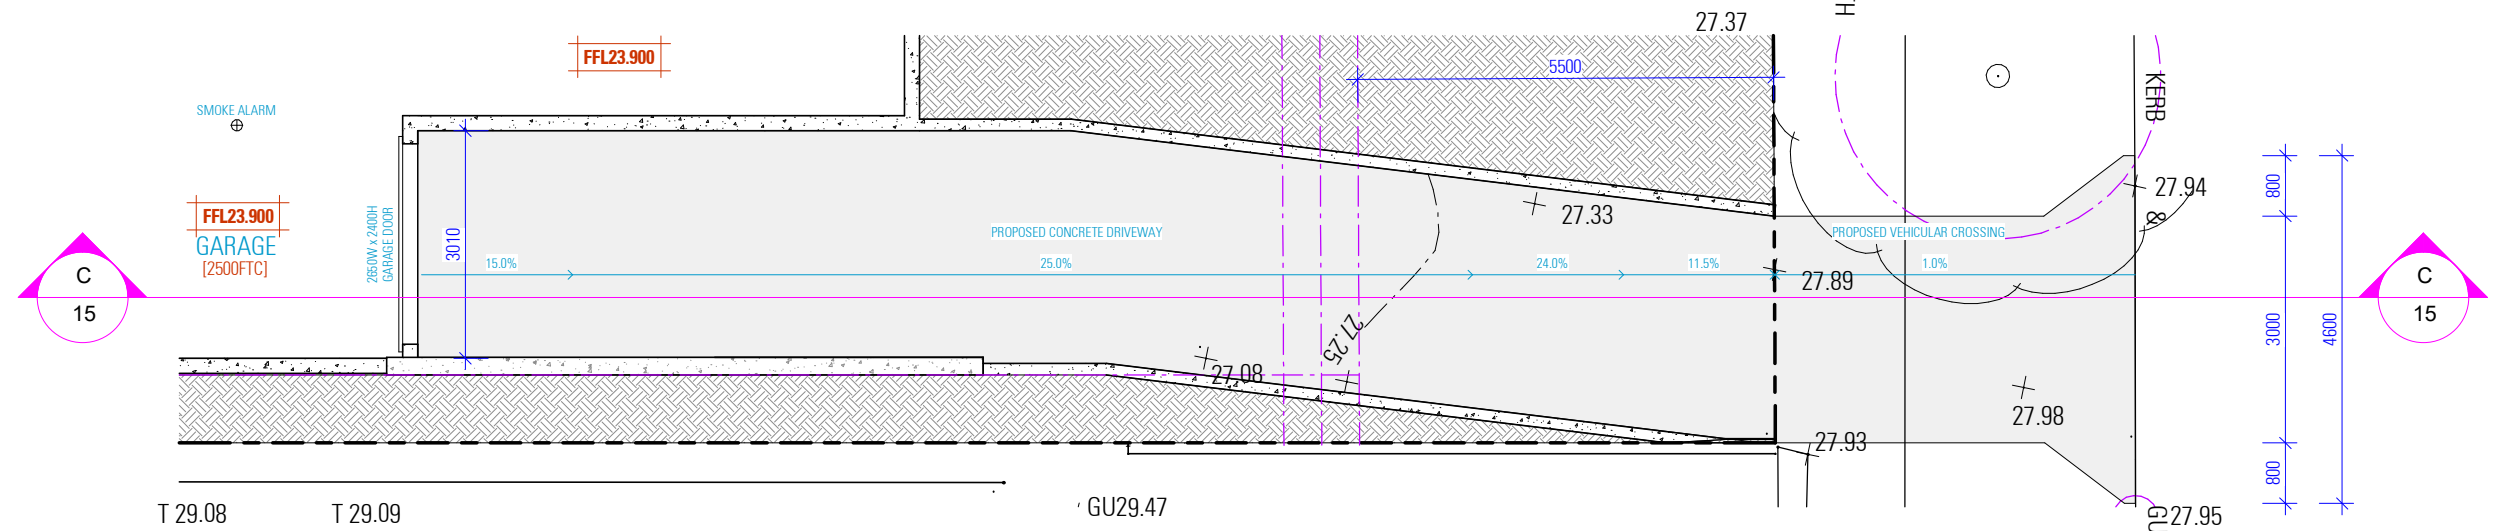 27.37
TH
FFL23.900
5500
SMOKE ALARM
KERB
27.94
800
FFL23.900
GARAGE
[2500FTC]
2650W x 2400H
GARAGE DOOR
3010
PROPOSED CONCRETE DRIVEWAY
27.33
PROPOSED VEHICULAR CROSSING
&
15.0%
25.0%
24.0%
11.5%
1.0%
C
15
27.89
C
15
3000
4600
27.25
27.08
27.98
27.93
800
T 29.08
T 29.09
GU29.47
GU
27.95